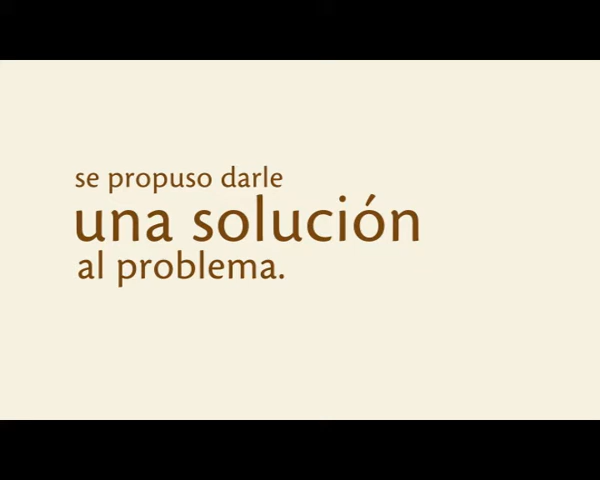 se propuso darle
una solución
al problema.